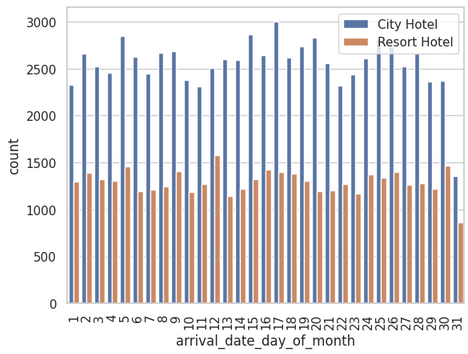 City Hotel
Resort Hotel
3000
2500
2000
1500
1000
500
0
count
1 2 3 4 5 6 7 8 9 10 11 12 13 14 15 16 17 18 19 20 21 22 23 24 25 26 27 28 29 30 31
arrival_date_day_of_month